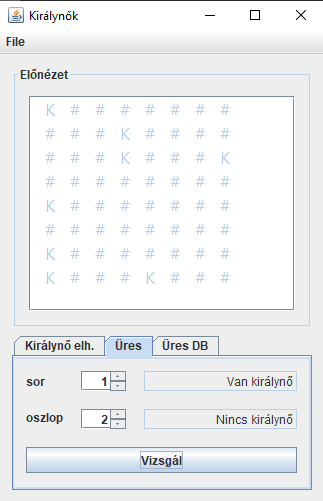 Királynők
File
Előnézet
K # # # # # # #
# # # K # # # #
# # # K # # # K
# # # # # # # #
# # # # # # # #
K # # # # # # #
K # # # # # # #
K # # # K # # #
Királynő elh. Üres Üres DB
sor 1 Van királynő
oszlop 2 Nincs királynő
Vizsgál